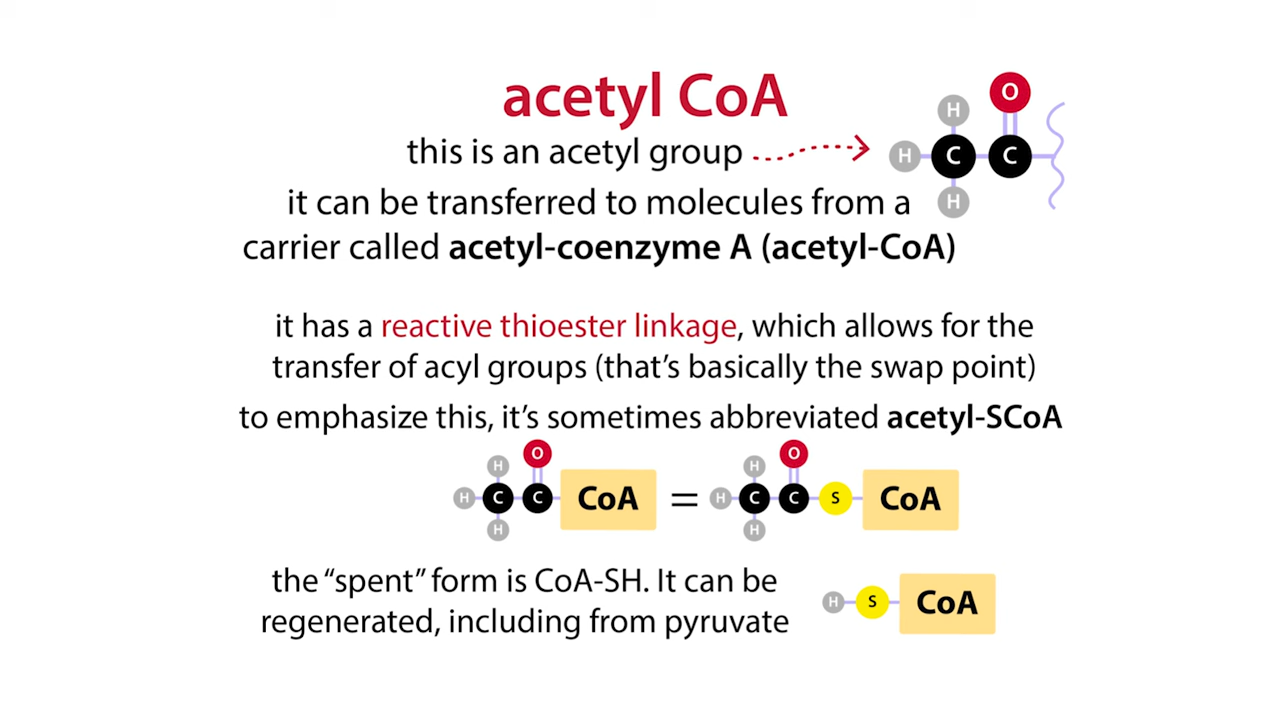 acetyl CoA
this is an acetyl group
H
O
H
C
C
H
it can be transferred to molecules from a
carrier called acetyl-coenzyme A (acetyl-CoA)
it has a reactive thioester linkage, which allows for the
transfer of acyl groups (that’s basically the swap point)
to emphasize this, it’s sometimes abbreviated acetyl-SCoA
H
O
H
C
C
CoA
H
=
H
O
H
C
C
S
CoA
H
the “spent” form is CoA-SH. It can be
regenerated, including from pyruvate
H
S
CoA